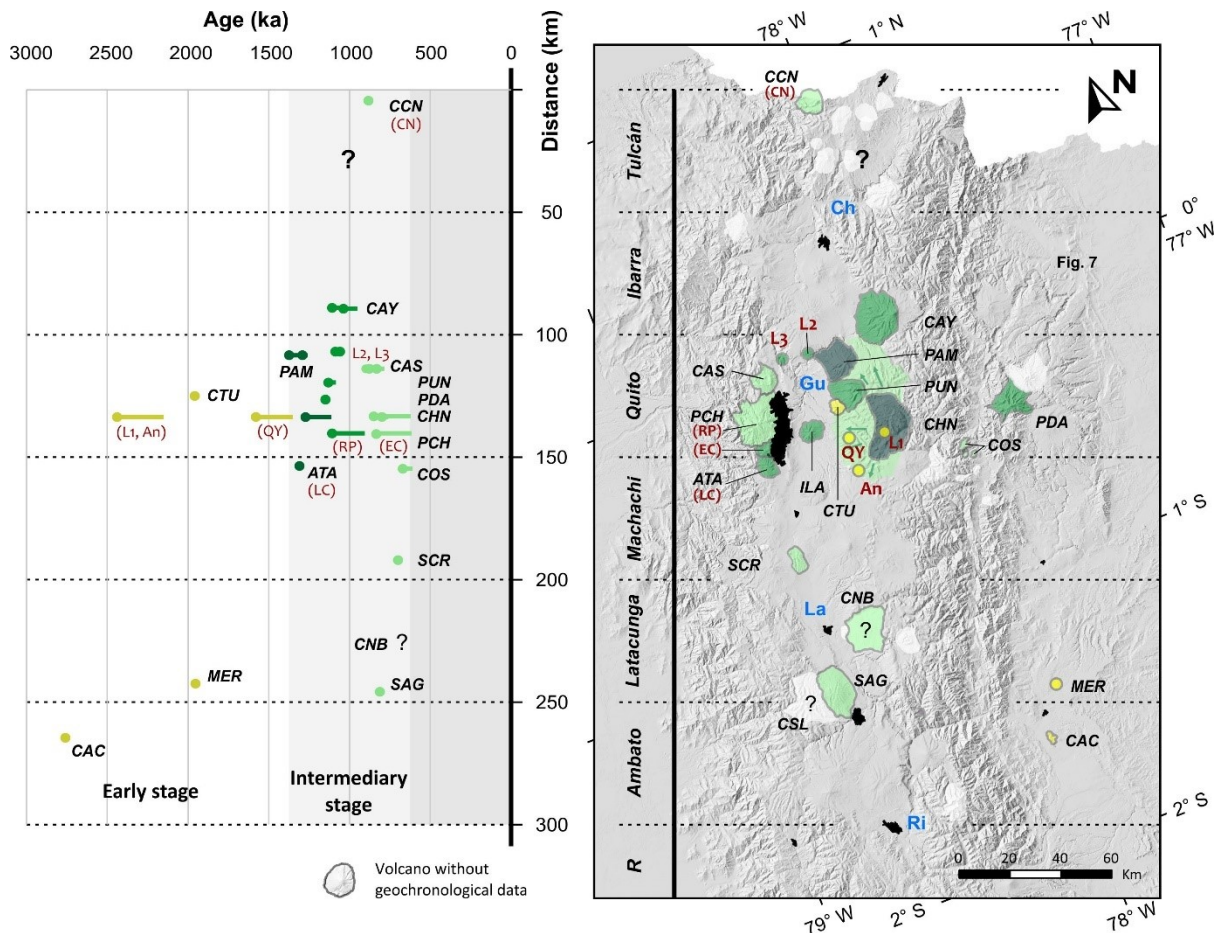 Age (ka)
3000 2500 2000 1500 1000 500 0
Distance (km)
50
100
150
200
250
300
CCN
(CN)
?
CAY
L2, L3
PAM
CAS
CTU
PUN
PDA
CHN
(L1, An)
(QY)
(RP)
(EC)
PCH
ATA
(LC)
COS
SCR
CNB ?
MER
SAG
CAC
Early stage
Intermediary
stage
Volcano without
geochronological data
78° W
1° N
77° W
N
CCN
(CN)
?
Tulcán
Ch
0°
77° W
Fig. 7
Ibarra
L3
L2
CAY
PAM
CAS
Gu
PUN
Quito
PCH
(RP)
(EC)
CHN
PDA
QY
L1
COS
ATA
(LC)
ILA
CTU
An
1° S
Machachi
SCR
La
CNB
?
Latacunga
SAG
MER
?
CSL
CAC
Ambato
2° S
Ri
R
0 20 40 60
Km
79° W
2° S
78° W